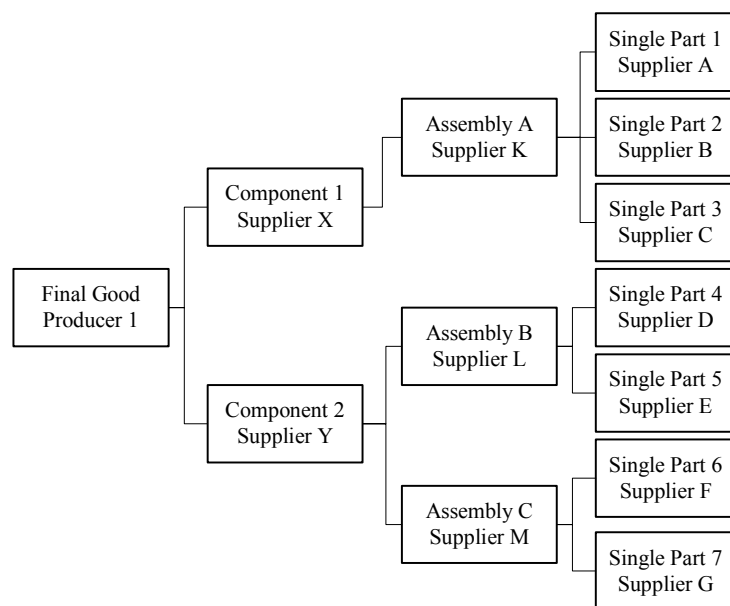 Final Good
Producer 1
Component 1
Supplier X
Component 2
Supplier Y
Assembly A
Supplier K
Assembly B
Supplier L
Assembly C
Supplier M
Single Part 1
Supplier A
Single Part 2
Supplier B
Single Part 3
Supplier C
Single Part 4
Supplier D
Single Part 5
Supplier E
Single Part 6
Supplier F
Single Part 7
Supplier G